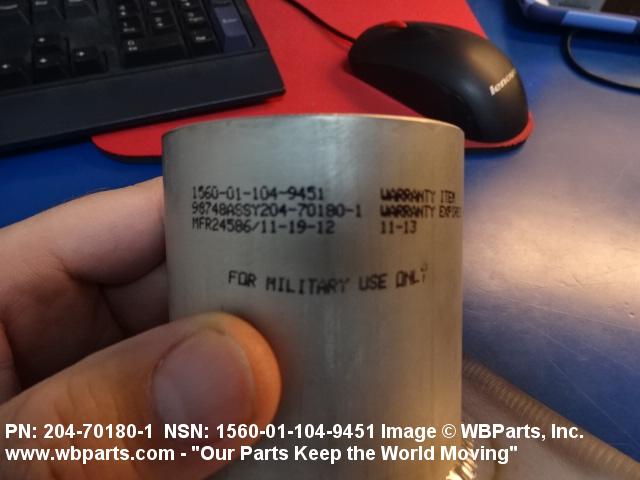 lenovo
1560-01-104-9451
98748ASSY204-70180-1
MFR24586/11-19-12
WARRANTY ITEM
WARRANTY EXPIRES
11-13
FOR MILITARY USE ONLY
PN: 204-70180-1 NSN: 1560-01-104-9451 Image © WBParts, Inc.
www.wbparts.com - "Our Parts Keep the World Moving"